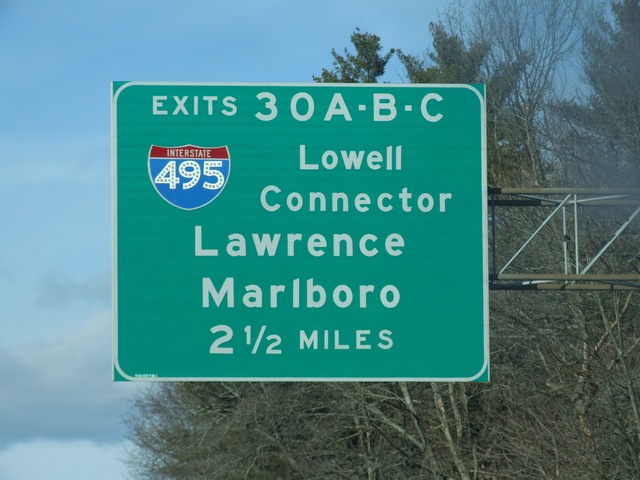 EXITS 30A-B-C
INTERSTATE
495
Lowell
Connector
Lawrence
Marlboro
2 1/2 MILES